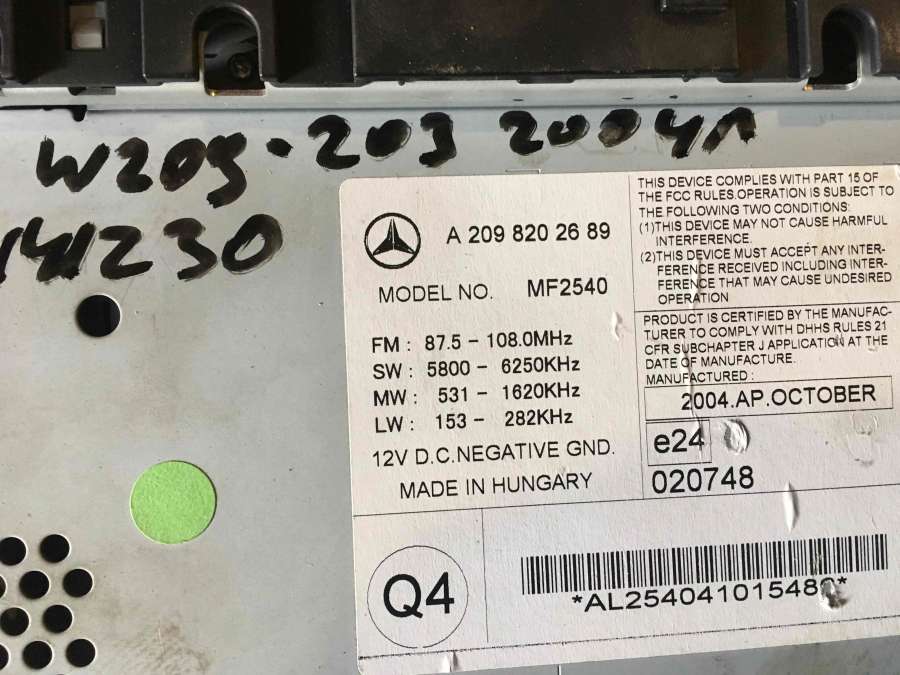 W209-203 2004n
141230
A 209 820 2689
MODEL NO. MF2540
FM : 87.5 - 108.0MHz
SW : 5800 - 6250KHz
MW : 531 - 1620KHz
LW : 153 - 282KHz
12V D.C.NEGATIVE GND.
MADE IN HUNGARY
THIS DEVICE COMPLIES WITH PART 15 OF
THE FCC RULES.OPERATION IS SUBJECT TO
THE FOLLOWING TWO CONDITIONS:
(1)THIS DEVICE MAY NOT CAUSE HARMFUL
INTERFERENCE.
(2)THIS DEVICE MUST ACCEPT ANY INTER-
FERENCE RECEIVED INCLUDING INTER-
FERENCE THAT MAY CAUSE UNDESIRED
OPERATION
PRODUCT IS CERTIFIED BY THE MANUFAC-
TURER TO COMPLY WITH DHHS RULES 21
CFR SUBCHAPTER J APPLICATION AT THE
DATE OF MANUFACTURE.
MANUFACTURED :
2004.AP.OCTOBER
e24
020748
Q4